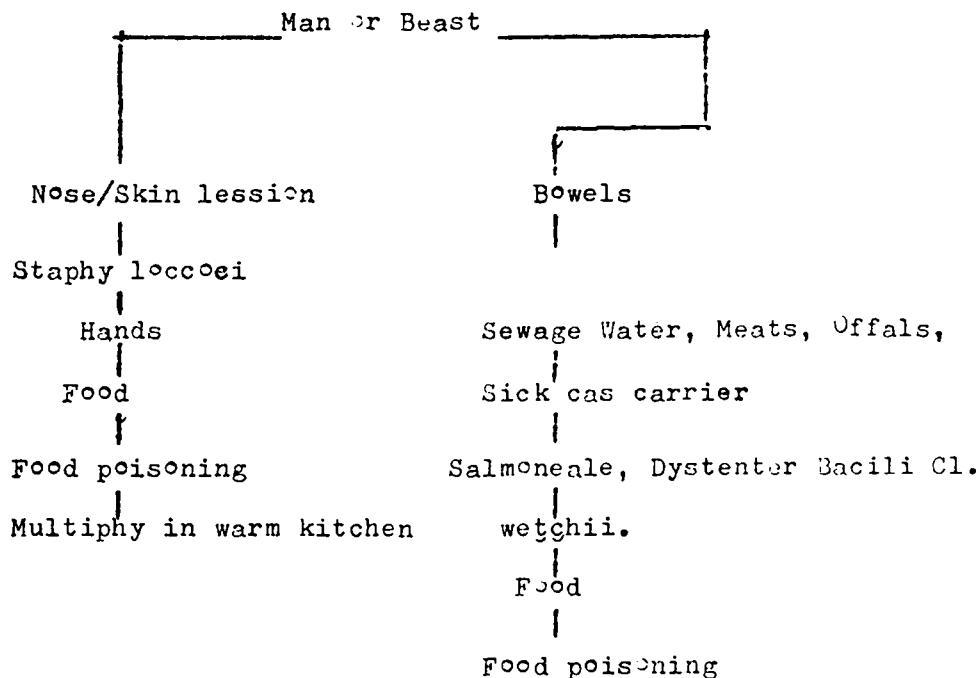 Man or Beast
Nose/Skin lession
Bowels
Staphy loccoei
Hands
Sewage Water, Meats, Offals,
Food
Sick cas carrier
Food poisoning
Salmoneale, Dystenter Bacili Cl.
Multiphy in warm kitchen
wetchii.
Food
Food poisoning